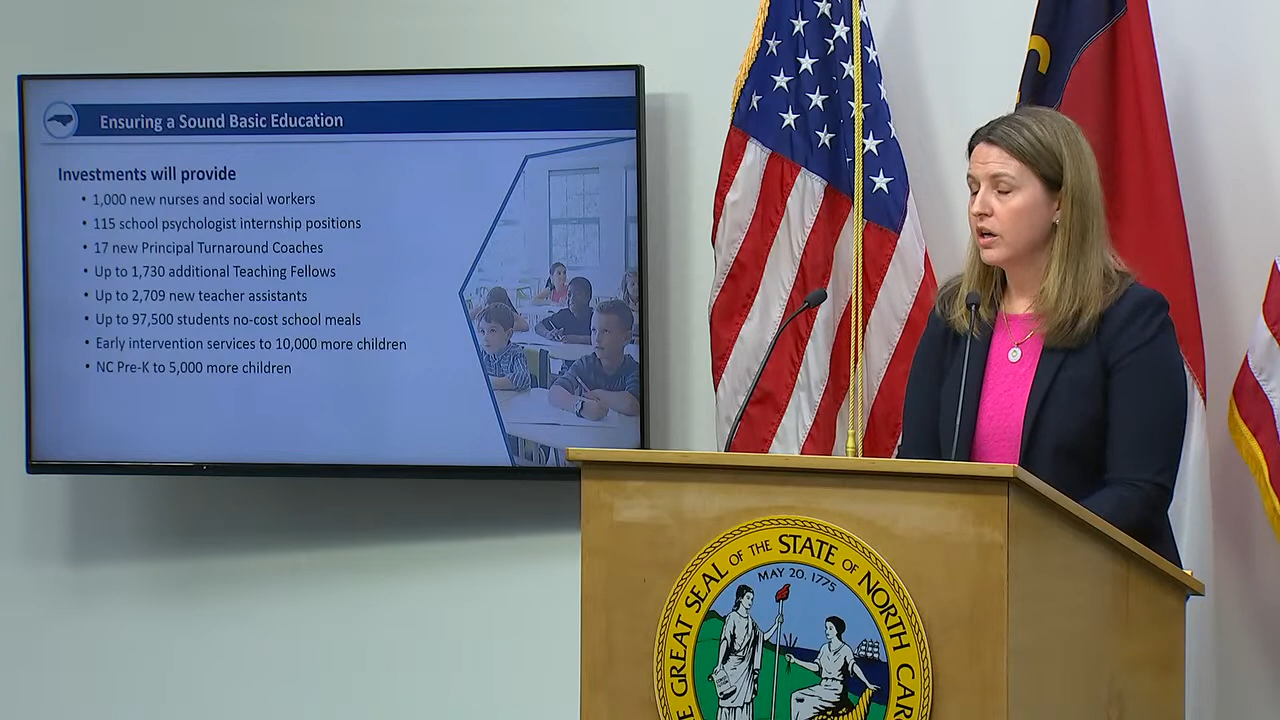 Ensuring a Sound Basic Education
Investments will provide
• 1,000 new nurses and social workers
• 115 school psychologist internship positions
• 17 new Principal Turnaround Coaches
• Up to 1,730 additional Teaching Fellows
• Up to 2,709 new teacher assistants
• Up to 97,500 students no-cost school meals
• Early intervention services to 10,000 more children
• NC Pre-K to 5,000 more children
GREAT SEAL OF THE STATE OF NORTH CAR
MAY 20, 1775